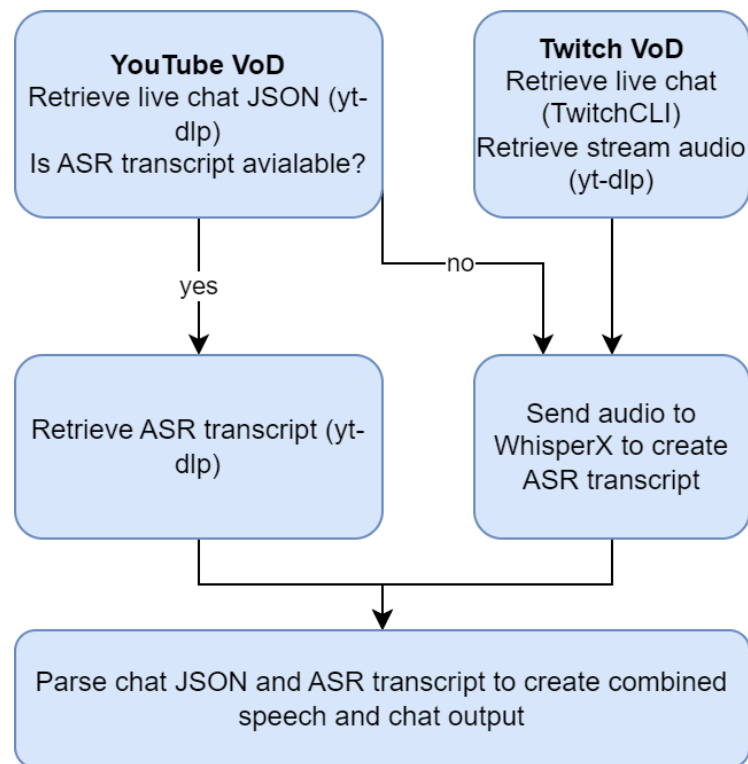 YouTube VoD
Retrieve live chat JSON (yt-
dlp)
Is ASR transcript avialable?
Twitch VoD
Retrieve live chat
(TwitchCLI)
Retrieve stream audio
(yt-dlp)
yes
no
Retrieve ASR transcript (yt-
dlp)
Send audio to
WhisperX to create
ASR transcript
Parse chat JSON and ASR transcript to create combined
speech and chat output